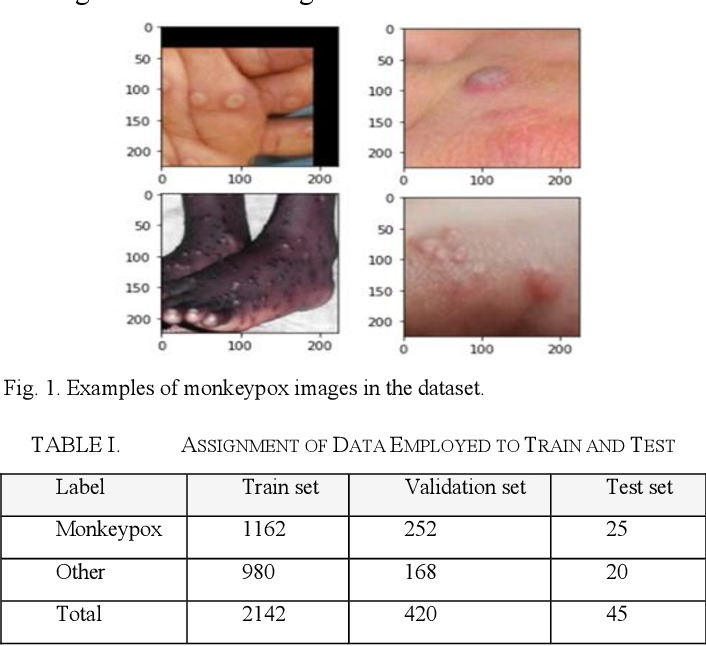 0
50
100
150
200
0 100 200
0
50
100
150
200
0 100 200
0
50
100
150
200
0 100 200
0
50
100
150
200
0 100 200
Fig. 1. Examples of monkeypox images in the dataset.
TABLE I. ASSIGNMENT OF DATA EMPLOYED TO TRAIN AND TEST
Label Train set Validation set Test set
Monkeypox 1162 252 25
Other 980 168 20
Total 2142 420 45